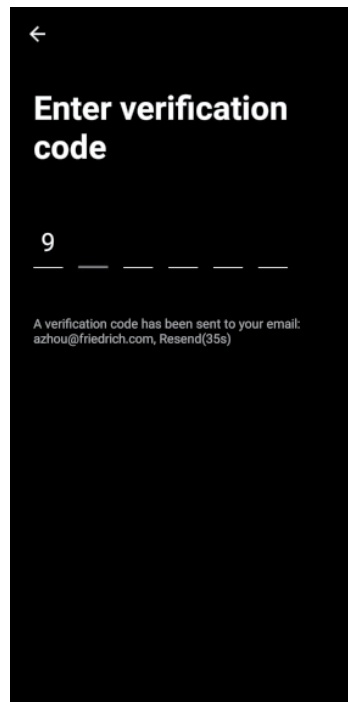 Enter verification
code
9
A verification code has been sent to your email:
azhou@friedrich.com, Resend(35s)